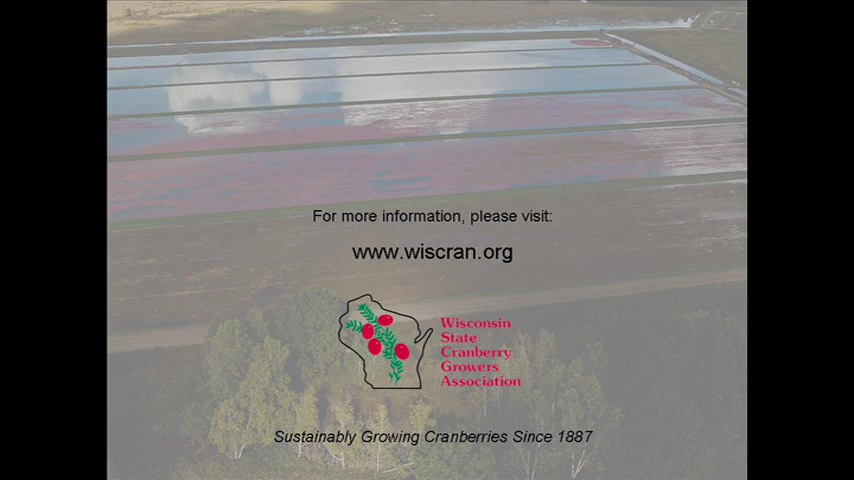 For more information, please visit:
www.wiscran.org
Wisconsin
State
Cranberry
Growers
Association
Sustainably Growing Cranberries Since 1887